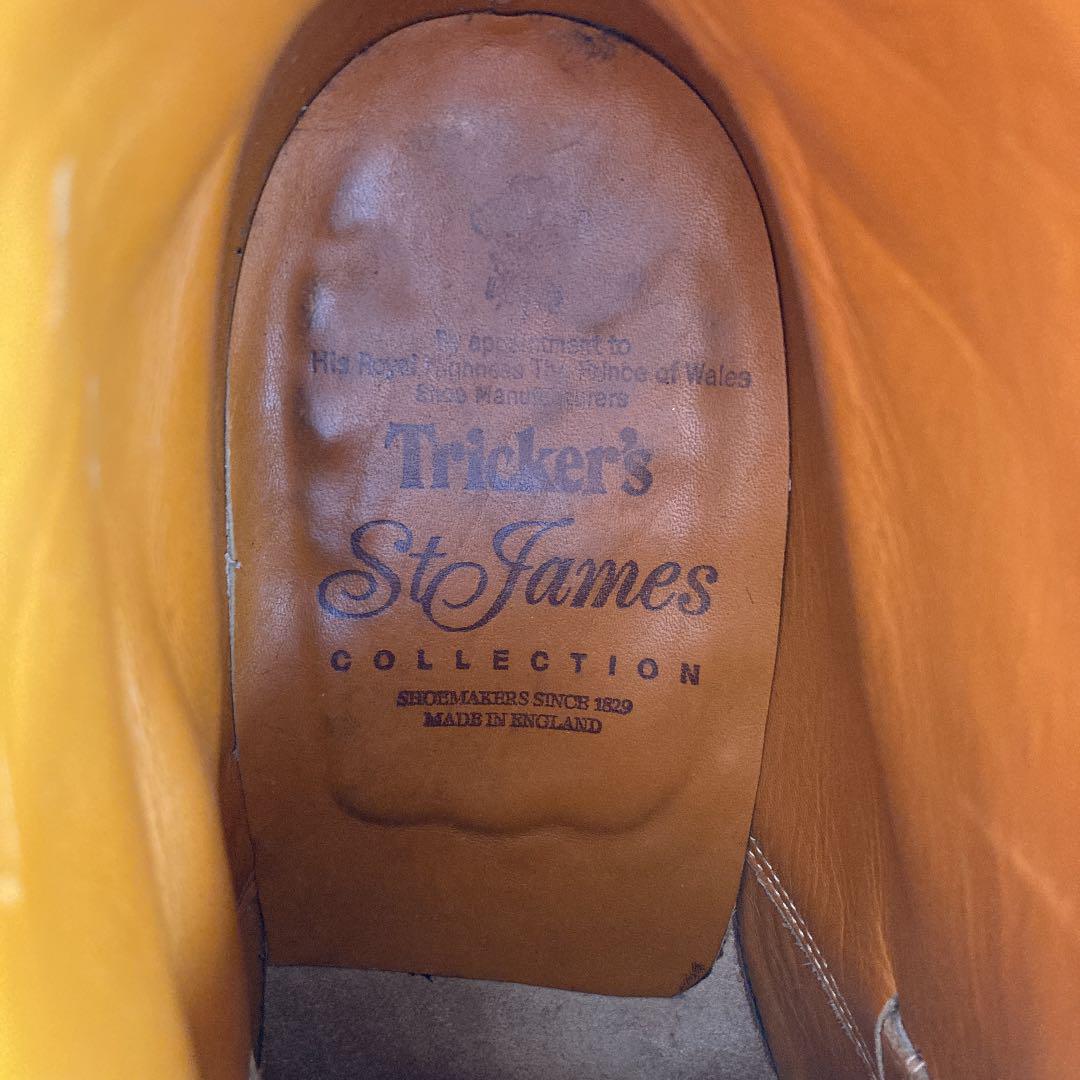 By appointment to
His Royal Highness The Prince of Wales
Shoe Manufacturers
Tricker's
St James
COLLECTION
SHOEMAKERS SINCE 1829
MADE IN ENGLAND